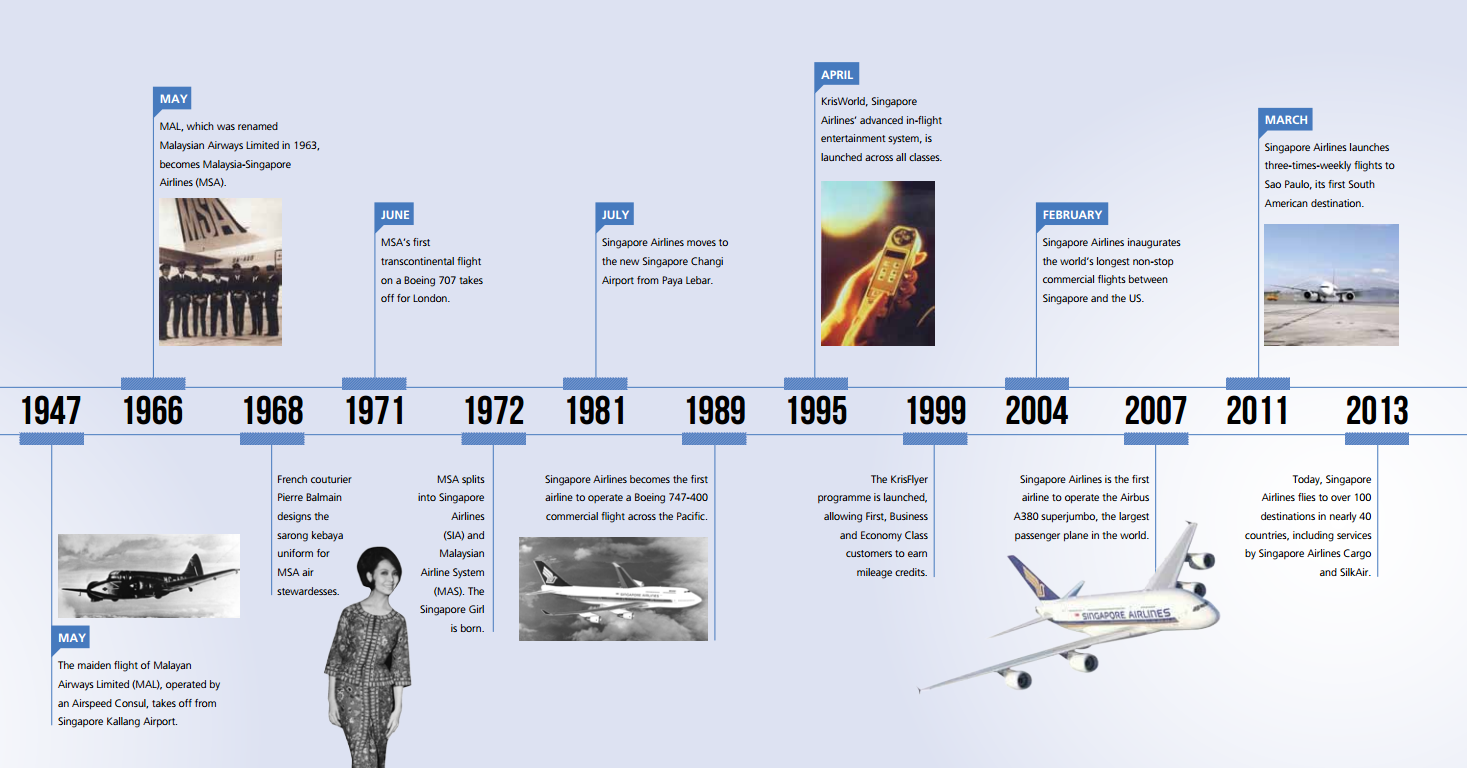 MAY
MAL, which was renamed
Malaysian Airways Limited in 1963,
becomes Malaysia-Singapore
Airlines (MSA).
MSA
JUNE
MSA's first
transcontinental flight
on a Boeing 707 takes
off for London.
JULY
Singapore Airlines moves to
the new Singapore Changi
Airport from Paya Lebar.
APRIL
KrisWorld, Singapore
Airlines' advanced in-flight
entertainment system, is
launched across all classes.
FEBRUARY
Singapore Airlines inaugurates
the world's longest non-stop
commercial flights between
Singapore and the US.
MARCH
Singapore Airlines launches
three-times-weekly flights to
Sao Paulo, its first South
American destination.
1947 1966 1968 1971 1972 1981 1989 1995 1999 2004 2007 2011 2013
MAY
The maiden flight of Malayan
Airways Limited (MAL), operated by
an Airspeed Consul, takes off from
Singapore Kallang Airport.
French couturier
Pierre Balmain
designs the
sarong kebaya
uniform for
MSA air
stewardesses.
MSA splits
into Singapore
Airlines
(SIA) and
Malaysian
Airline System
(MAS). The
Singapore Girl
is born.
Singapore Airlines becomes the first
airline to operate a Boeing 747-400
commercial flight across the Pacific.
SINGAPORE AIRLINES
The KrisFlyer
programme is launched,
allowing First, Business
and Economy Class
customers to earn
mileage credits.
Singapore Airlines is the first
airline to operate the Airbus
A380 superjumbo, the largest
passenger plane in the world.
SINGAPORE AIRLINES
Today, Singapore
Airlines flies to over 100
destinations in nearly 40
countries, including services
by Singapore Airlines Cargo
and SilkAir.